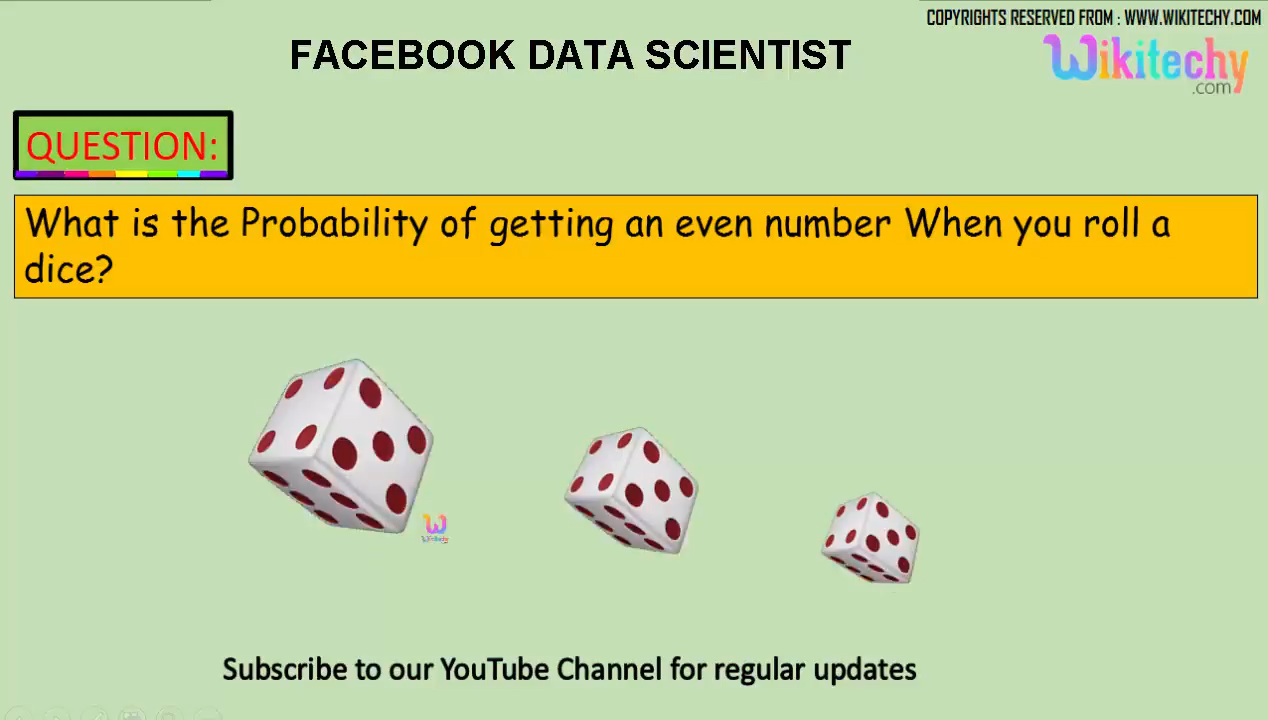 COPYRIGHTS RESERVED FROM : WWW.WIKITECHY.COM
FACEBOOK DATA SCIENTIST
Wikitechy
.com
QUESTION:
What is the Probability of getting an even number When you roll a
dice?
W
Wikitechy
Subscribe to our YouTube Channel for regular updates